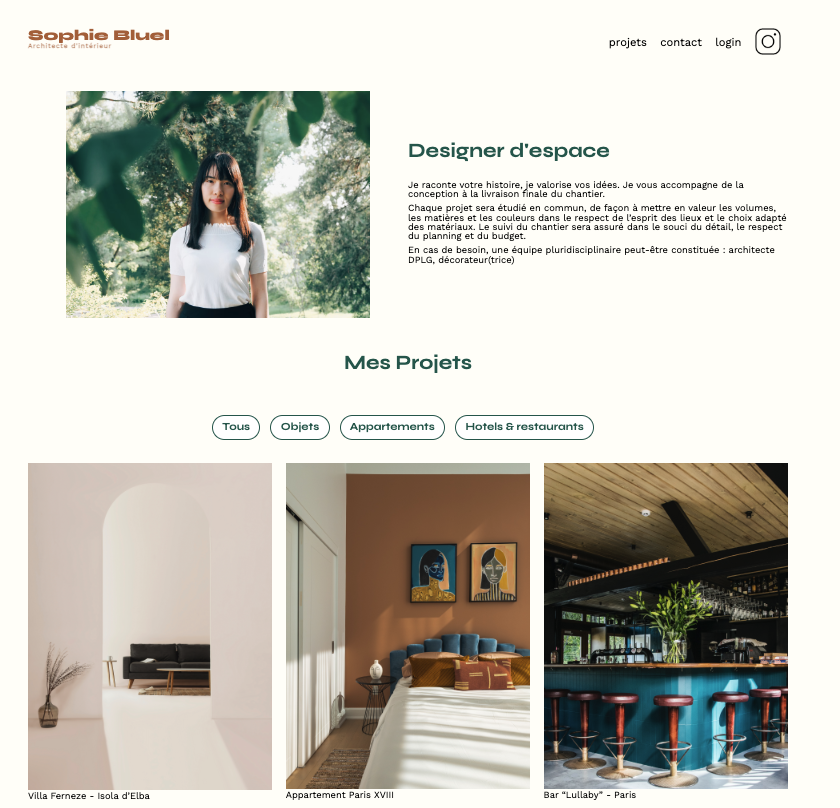 Sophie Bluel
Architecte d'intérieur
projets contact login
Designer d'espace
Je raconte votre histoire, je valorise vos idées. Je vous accompagne de la
conception à la livraison finale du chantier.
Chaque projet sera étudié en commun, de façon à mettre en valeur les volumes,
les matières et les couleurs dans le respect de l'esprit des lieux et le choix adapté
des matériaux. Le suivi du chantier sera assuré dans le souci du détail, le respect
du planning et du budget.
En cas de besoin, une équipe pluridisciplinaire peut-être constituée : architecte
DPLG, décorateur(trice)
Mes Projets
Tous Objets Appartements Hotels & restaurants
Villa Ferneze - Isola d'Elba
Appartement Paris XVIII
Bar “Lullaby” - Paris